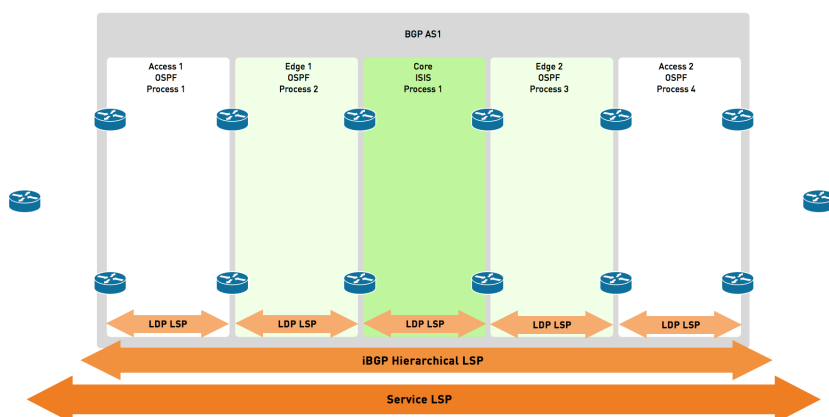 BGP AS1
Access 1
OSPF
Process 1
Edge 1
OSPF
Process 2
Core
ISIS
Process 1
Edge 2
OSPF
Process 3
Access 2
OSPF
Process 4
LDP LSP
LDP LSP
LDP LSP
LDP LSP
LDP LSP
iBGP Hierarchical LSP
Service LSP